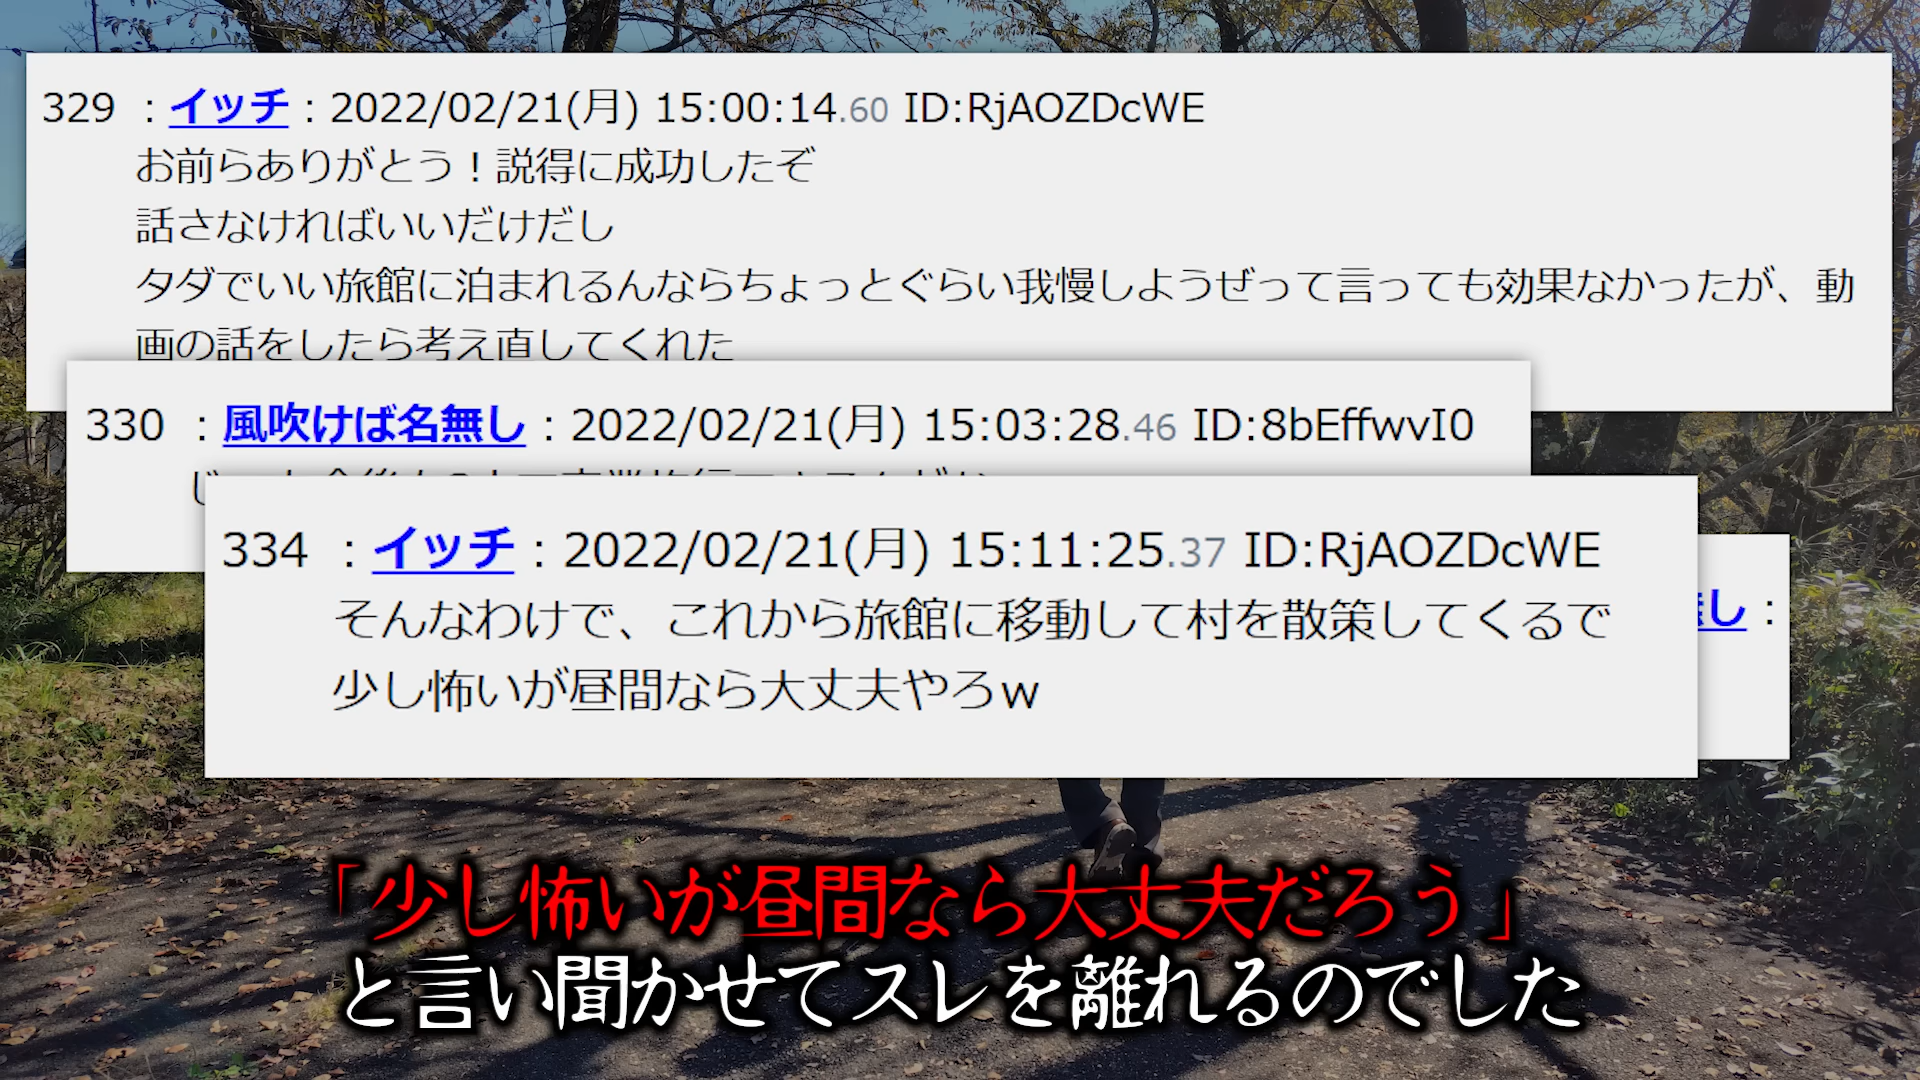 329 ：イッチ：2022/02/21(月) 15:00:14.60 ID:RjAOZDcWE
お前らありがとう！説得に成功したぞ
話さなければいいだけだし
タダでいい旅館に泊まれるんならちょっとぐらい我慢しようぜって言っても効果なかったが、動
画の話をしたら考え直してくれた
330 ：風吹けば名無し：2022/02/21(月) 15:03:28.46 ID:8bEffwvI0
334 ：イッチ：2022/02/21(月) 15:11:25.37 ID:RjAOZDcWE
そんなわけで、これから旅館に移動して村を散策してくるで
少し怖いが昼間なら大丈夫やろｗ
し：
「少し怖いが昼間なら大丈夫だろう」
と言い聞かせてスレを離れるのでした